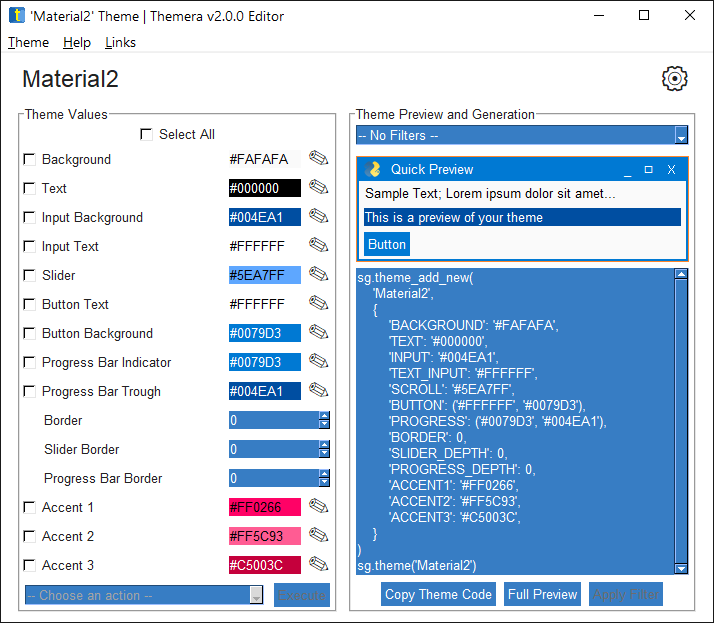 'Material2' Theme | Themera v2.0.0 Editor
Theme Help Links
Material2
Theme Values
Select All
Background #FAFAFA
Text #000000
Input Background #004EA1
Input Text #FFFFFF
Slider #5EA7FF
Button Text #FFFFFF
Button Background #0079D3
Progress Bar Indicator #0079D3
Progress Bar Trough #004EA1
Border 0
Slider Border 0
Progress Bar Border 0
Accent 1 #FF0266
Accent 2 #FF5C93
Accent 3 #C5003C
-- Choose an action -- Execute
Theme Preview and Generation
-- No Filters --
Quick Preview _ X
Sample Text; Lorem ipsum dolor sit amet...
This is a preview of your theme
Button
sg.theme_add_new(
'Material2',
{
'BACKGROUND': '#FAFAFA',
'TEXT': '#000000',
'INPUT': '#004EA1',
'TEXT_INPUT': '#FFFFFF',
'SCROLL': '#5EA7FF',
'BUTTON': ('#FFFFFF', '#0079D3'),
'PROGRESS': ('#0079D3', '#004EA1'),
'BORDER': 0,
'SLIDER_DEPTH': 0,
'PROGRESS_DEPTH': 0,
'ACCENT1': '#FF0266',
'ACCENT2': '#FF5C93',
'ACCENT3': '#C5003C',
}
)
sg.theme('Material2')
Copy Theme Code Full Preview Apply Filter